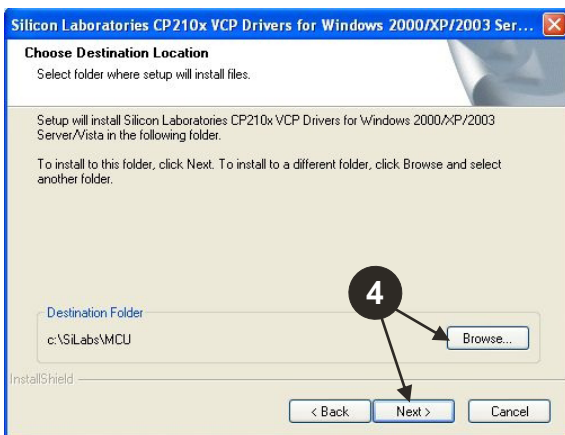 Silicon Laboratories CP210x VCP Drivers for Windows 2000/XP/2003 Ser...
Choose Destination Location
Select folder where setup will install files.
Setup will install Silicon Laboratories CP210x VCP Drivers for Windows 2000/XP/2003
Server/Vista in the following folder.
To install to this folder, click Next. To install to a different folder, click Browse and select
another folder.
4
Destination Folder
c:\SiLabs\MCU
Browse...
InstallShield
< Back
Next >
Cancel